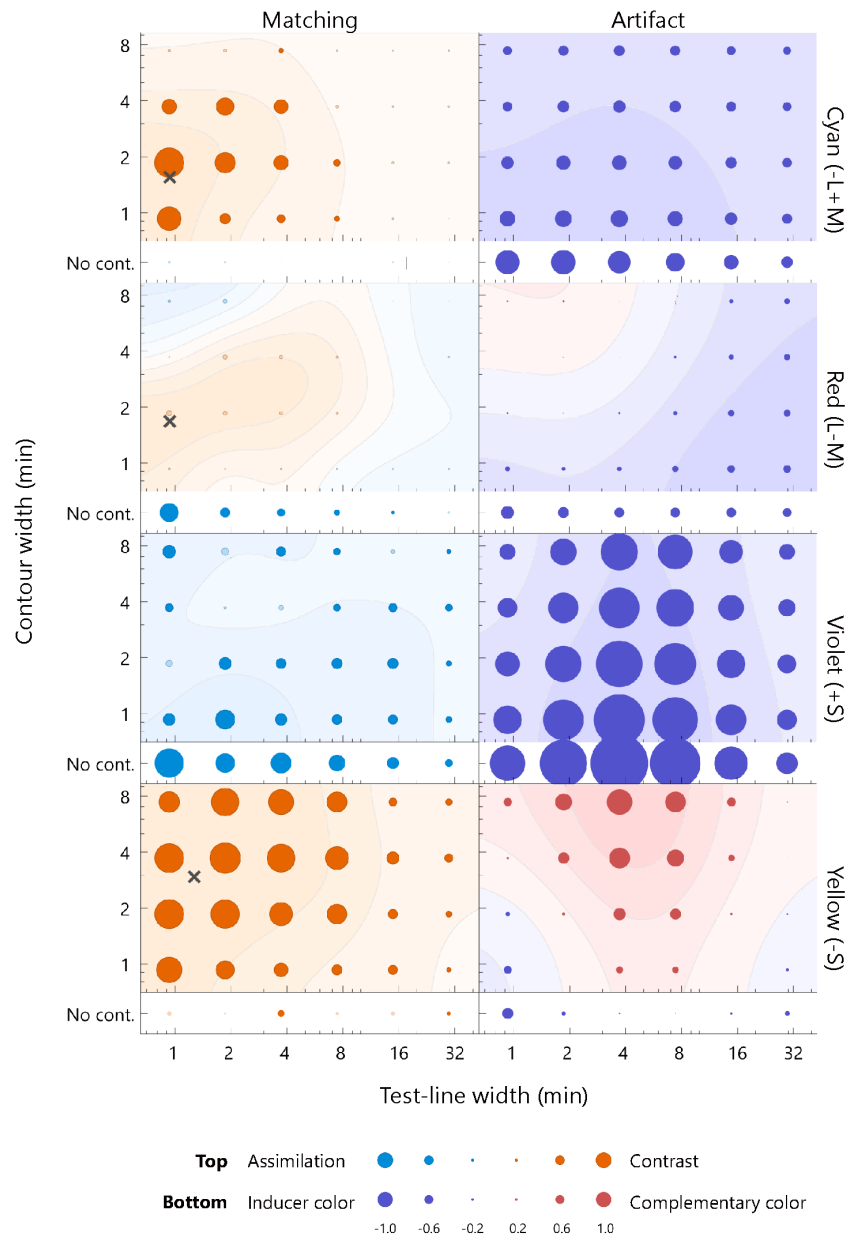 Matching Artifact
8
4
2
1
No cont.
Cyan (-L+M)
8
4
2
1
No cont.
Red (L-M)
Contour width (min)
8
4
2
1
No cont.
Violet (+S)
8
4
2
1
No cont.
Yellow (-S)
1 2 4 8 16 32 1 2 4 8 16 32
Test-line width (min)
Top Assimilation Contrast
Bottom Inducer color Complementary color
-1.0 -0.6 -0.2 0.2 0.6 1.0